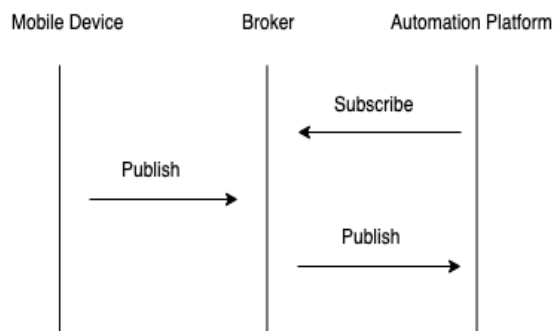 Mobile Device Broker Automation Platform
Subscribe
Publish
Publish